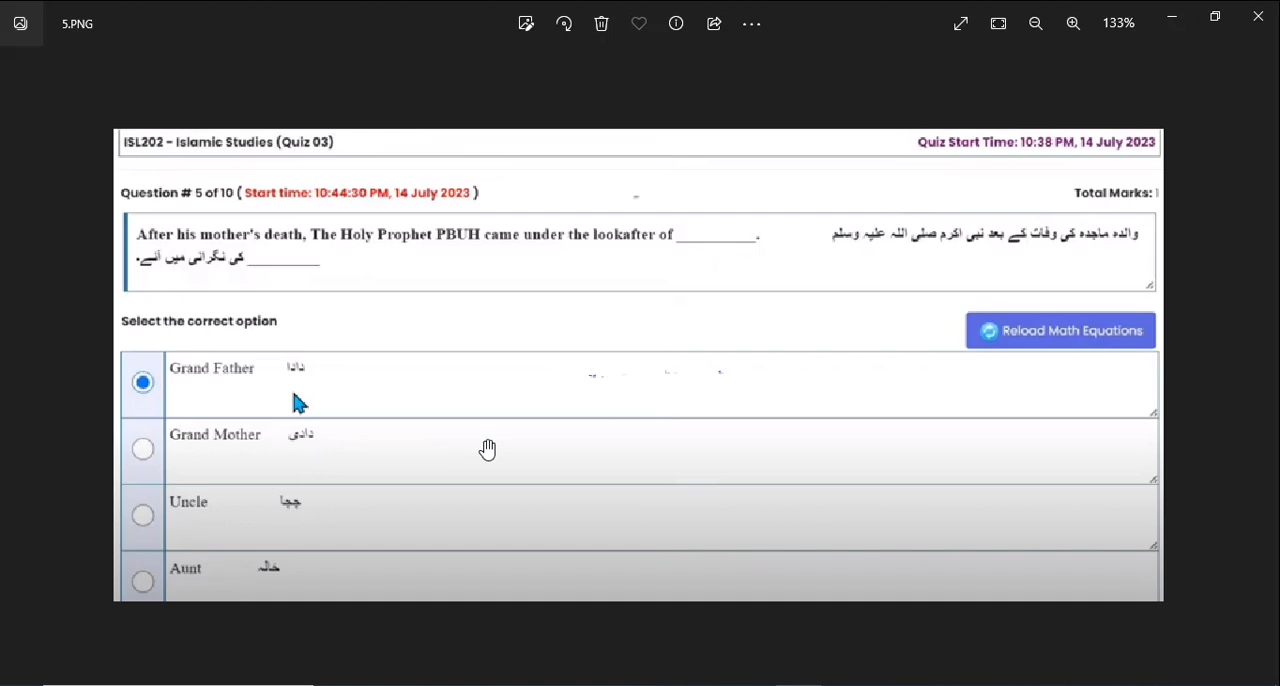 5.PNG
133%
ISL202 - Islamic Studies (Quiz 03)
Quiz Start Time: 10:38 PM, 14 July 2023
Question # 5 of 10 ( Start time: 10:44:30 PM, 14 July 2023 )
Total Marks: 1
After his mother's death, The Holy Prophet PBUH came under the lookafter of _________. والدہ ماجدہ کی وفات کے بعد نبی اکرم صلی اللہ علیہ وسلم
_________ کی نگرانی میں آئے۔
Select the correct option
Reload Math Equations
Grand Father دادا
Grand Mother دادی
Uncle چچا
Aunt خالہ